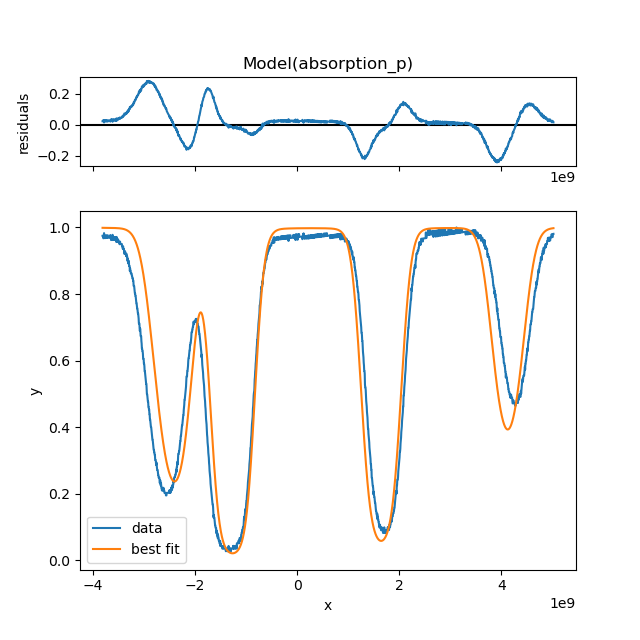 Model(absorption_p)
residuals
0.2
0.0
−0.2
1e9
y
1.0
0.8
0.6
0.4
0.2
0.0
data
best fit
−4
−2
0
2
4
x
1e9